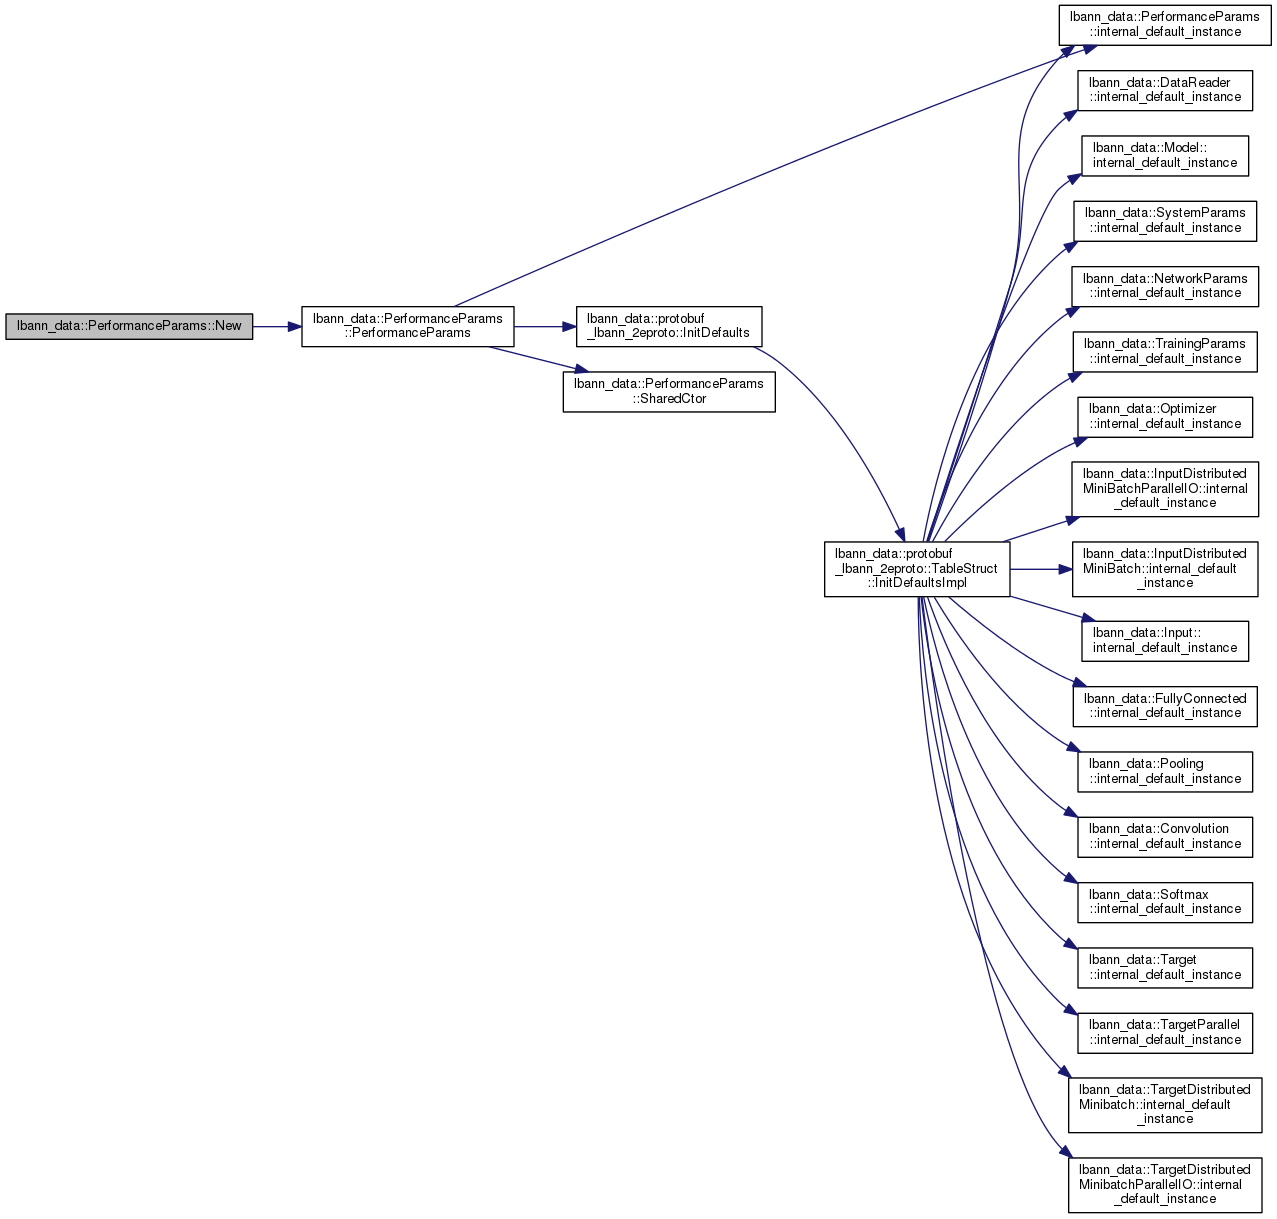 lbann_data::PerformanceParams::New
lbann_data::PerformanceParams
::PerformanceParams
lbann_data::protobuf
_lbann_2eproto::InitDefaults
lbann_data::PerformanceParams
::SharedCtor
lbann_data::protobuf
_lbann_2eproto::TableStruct
::InitDefaultsImpl
lbann_data::PerformanceParams
::internal_default_instance
lbann_data::DataReader
::internal_default_instance
lbann_data::Model::
internal_default_instance
lbann_data::SystemParams
::internal_default_instance
lbann_data::NetworkParams
::internal_default_instance
lbann_data::TrainingParams
::internal_default_instance
lbann_data::Optimizer
::internal_default_instance
lbann_data::InputDistributed
MiniBatchParallelIO::internal
_default_instance
lbann_data::InputDistributed
MiniBatch::internal_default
_instance
lbann_data::Input::
internal_default_instance
lbann_data::FullyConnected
::internal_default_instance
lbann_data::Pooling
::internal_default_instance
lbann_data::Convolution
::internal_default_instance
lbann_data::Softmax
::internal_default_instance
lbann_data::Target
::internal_default_instance
lbann_data::TargetParallel
::internal_default_instance
lbann_data::TargetDistributed
Minibatch::internal_default
_instance
lbann_data::TargetDistributed
MinibatchParallelIO::internal
_default_instance